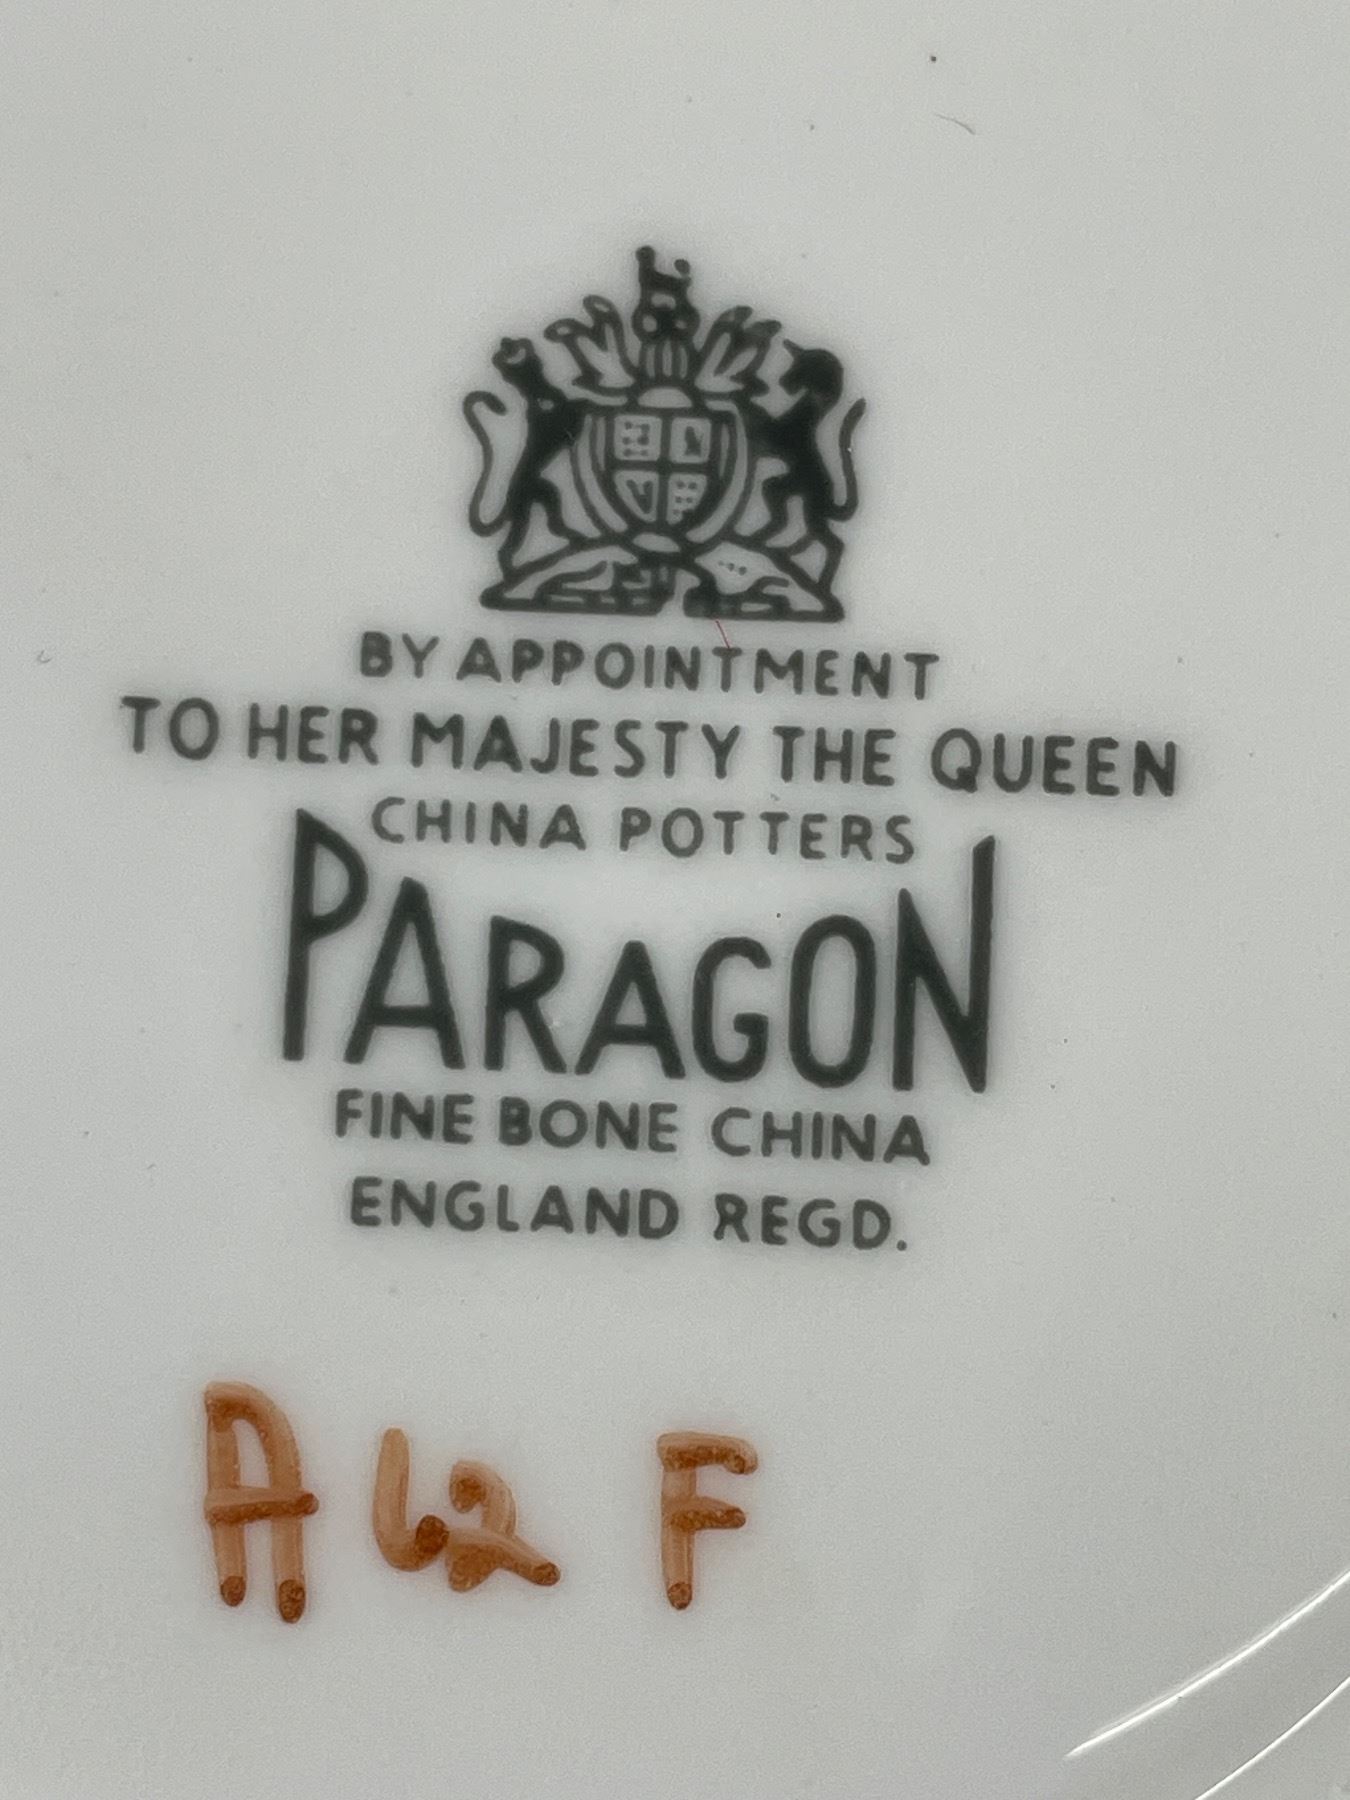 BY APPOINTMENT
TO HER MAJESTY THE QUEEN
CHINA POTTERS
PARAGON
FINE BONE CHINA
ENGLAND REGD.
A 62 F